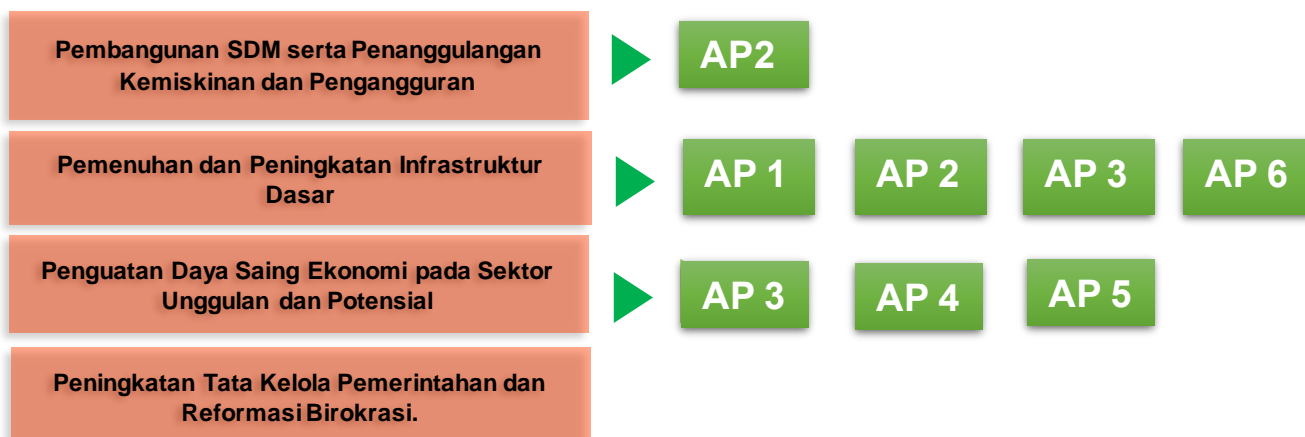 Pembangunan SDM serta Penanggulangan
Kemiskinan dan Pengangguran
AP2
Pemenuhan dan Peningkatan Infrastruktur
Dasar
AP 1
AP 2
AP 3
AP 6
Penguatan Daya Saing Ekonomi pada Sektor
Unggulan dan Potensial
AP 3
AP 4
AP 5
Peningkatan Tata Kelola Pemerintahan dan
Reformasi Birokrasi.